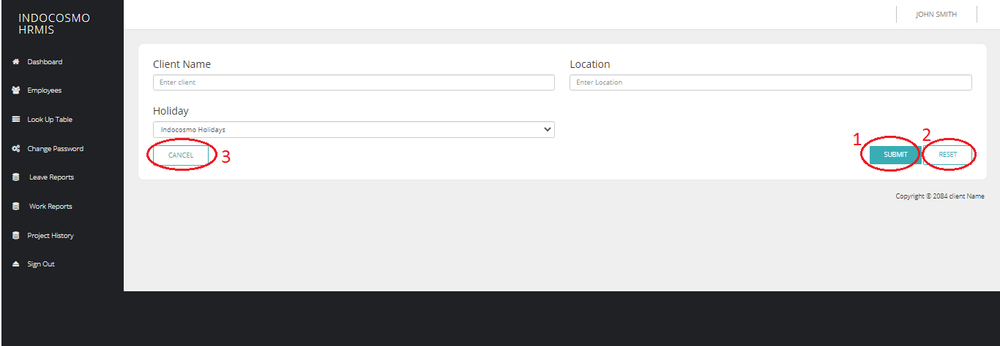 INDOCOSMO
HRMIS
JOHN SMITH
Dashboard
Employees
Look Up Table
Change Password
Leave Reports
Work Reports
Project History
Sign Out
Client Name
Enter client
Location
Enter Location
Holiday
Indocosmo Holidays
CANCEL 3
1 SUBMIT
2 RESET
Copyright © 2084 client Name